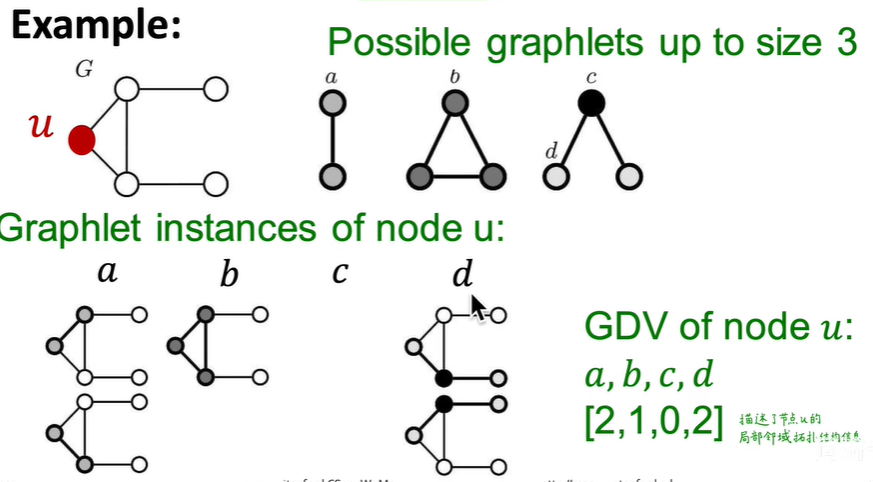 Example:
Possible graphlets up to size 3
G
a
b
c
u
d
Graphlet instances of node u:
a b c d
GDV of node u:
a, b, c, d
[2,1,0,2]
描述了节点u的
局部邻域拓扑结构信息